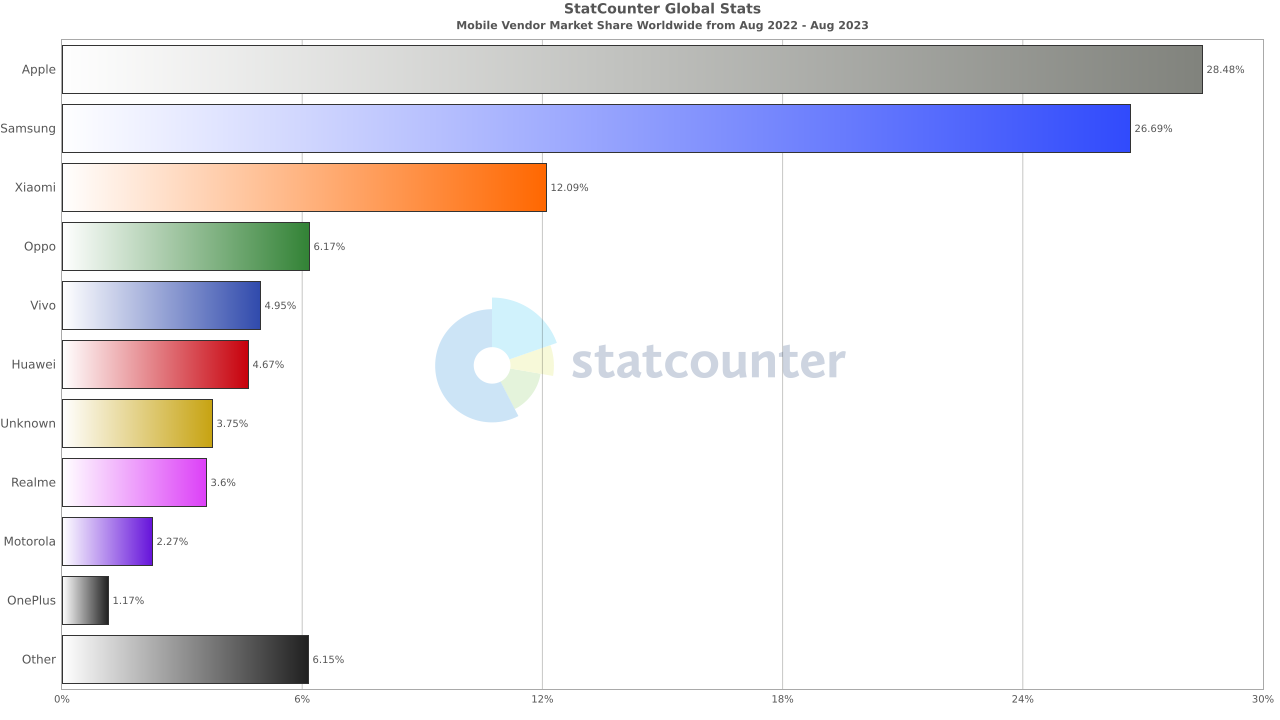 StatCounter Global Stats
Mobile Vendor Market Share Worldwide from Aug 2022 - Aug 2023
Apple 28.48%
Samsung 26.69%
Xiaomi 12.09%
Oppo 6.17%
Vivo 4.95%
Huawei 4.67%
statcounter
Unknown 3.75%
Realme 3.6%
Motorola 2.27%
OnePlus 1.17%
Other 6.15%
0% 6% 12% 18% 24% 30%